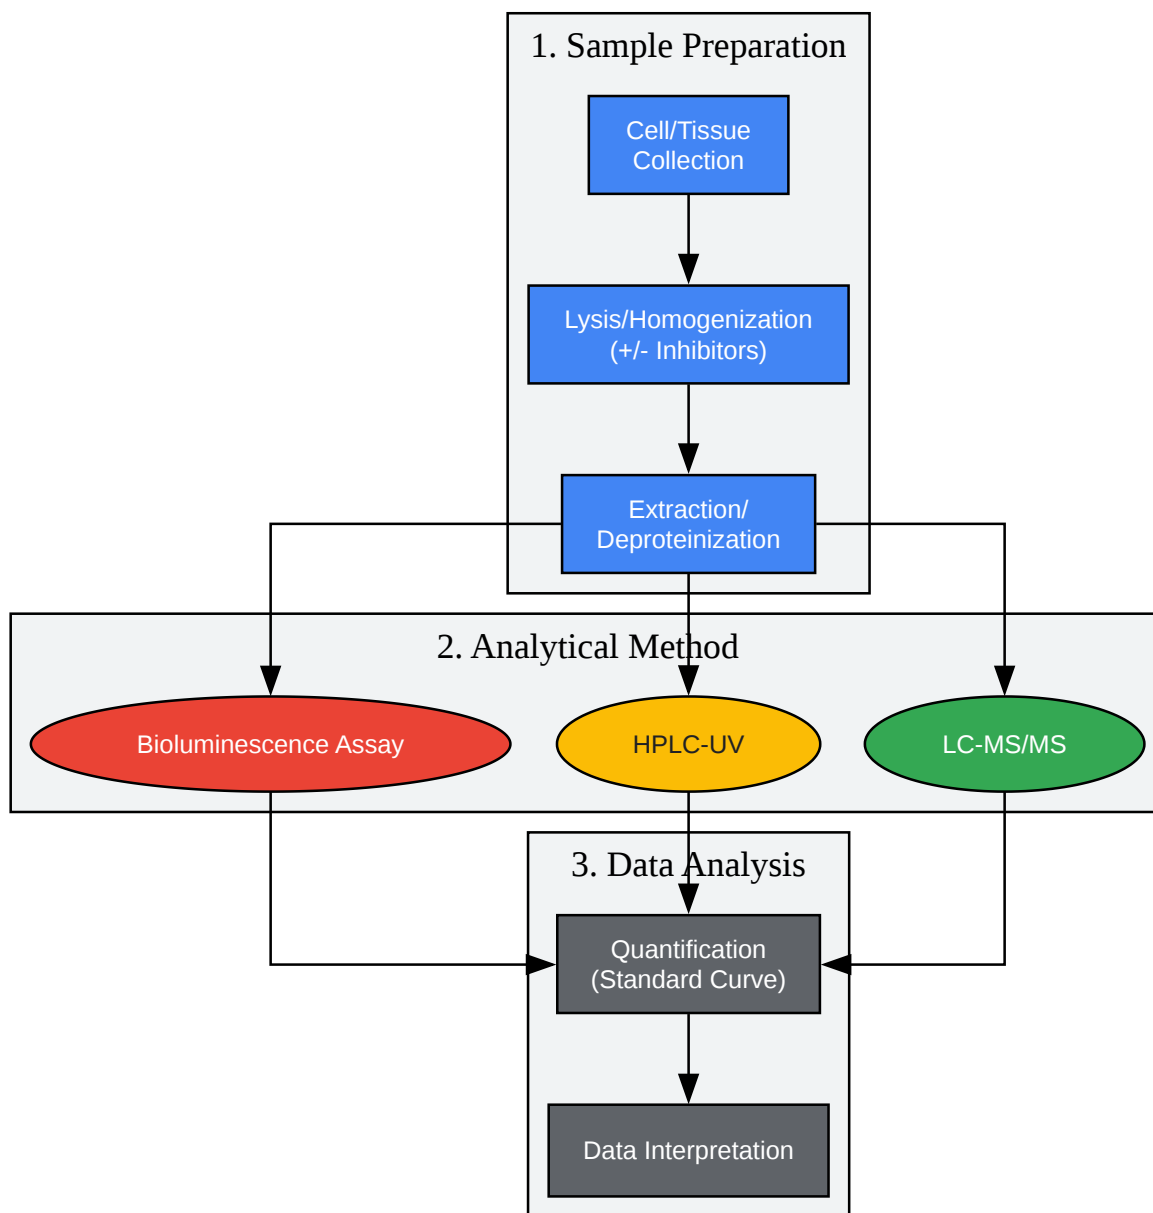 1. Sample Preparation
Cell/Tissue
Collection
Lysis/Homogenization
(+/- Inhibitors)
Extraction/
Deproteinization
2. Analytical Method
Bioluminescence Assay
HPLC-UV
LC-MS/MS
3. Data Analysis
Quantification
(Standard Curve)
Data Interpretation